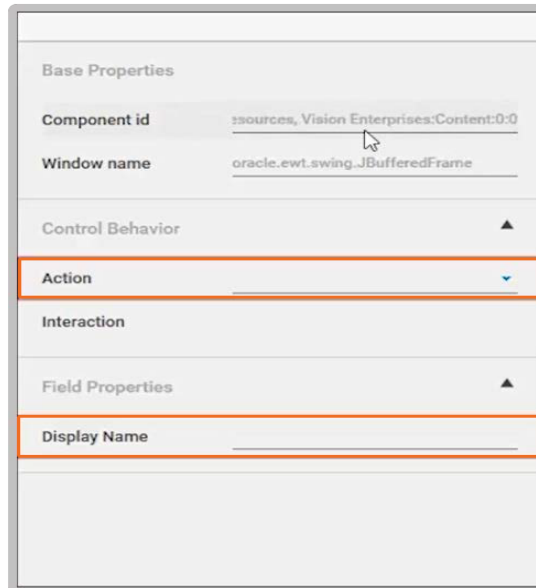 Base Properties
Component id esources, Vision Enterprises:Content:0:0
Window name oracle.ewt.swing.JBufferedFrame
Control Behavior
Action
Interaction
Field Properties
Display Name